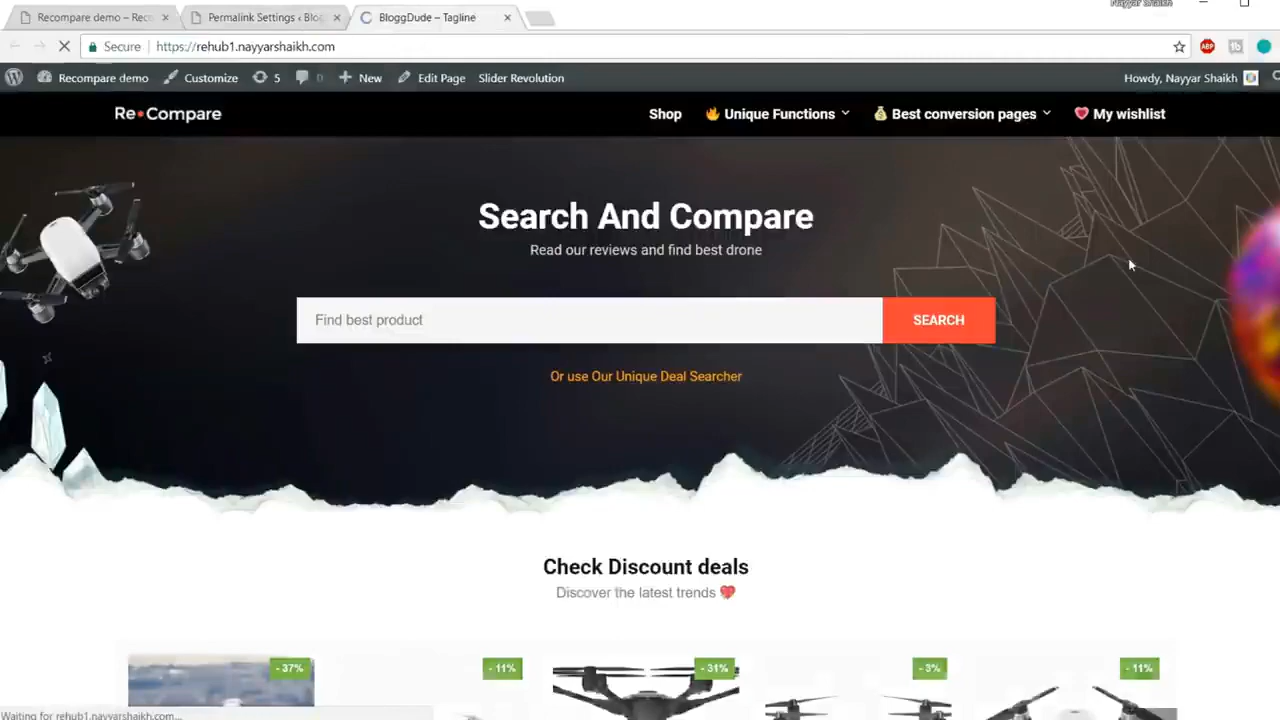 Nayyar Shaikh
Recompare demo – Rec
Permalink Settings ‹ Blog
BloggDude – Tagline
Secure
https://rehub1.nayyarshaikh.com
ABP
Recompare demo
Customize
5
0
New
Edit Page
Slider Revolution
Howdy, Nayyar Shaikh
Re•Compare
Shop
🔥 Unique Functions
💰 Best conversion pages
💗 My wishlist
Search And Compare
Read our reviews and find best drone
Find best product
SEARCH
Or use Our Unique Deal Searcher
Check Discount deals
Discover the latest trends 💖
- 37%
- 11%
- 31%
- 3%
- 11%
Waiting for rehub1.nayyarshaikh.com...